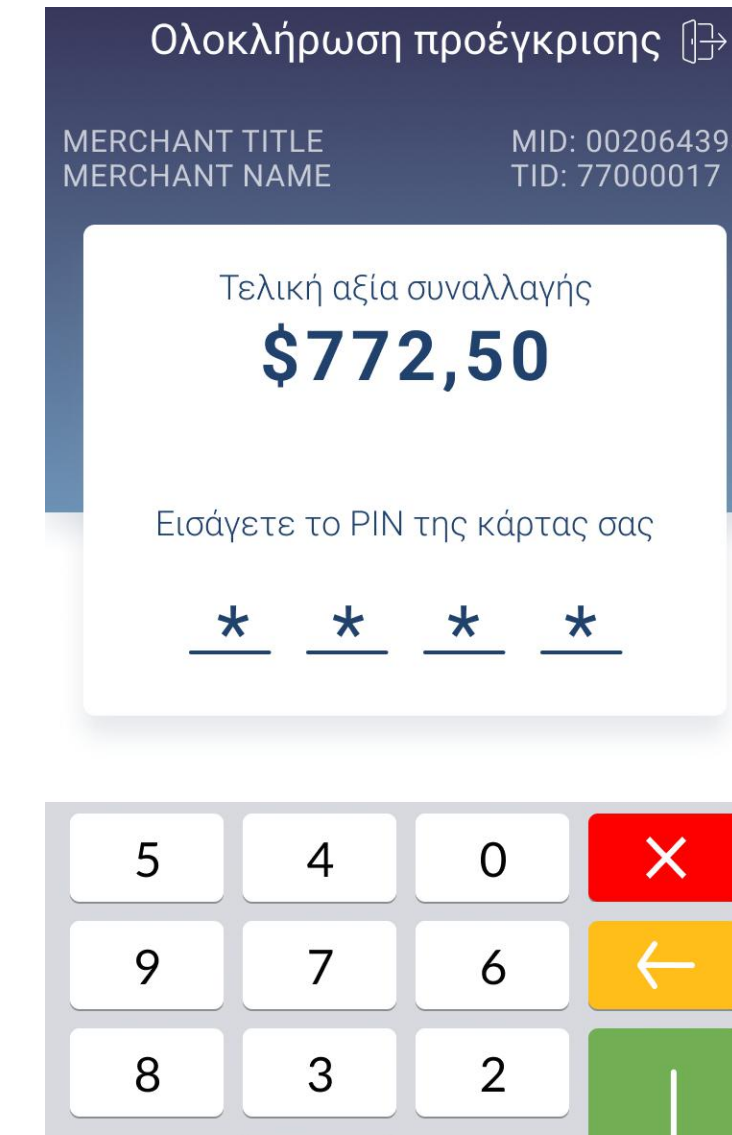 Ολοκλήρωση προέγκρισης
MERCHANT TITLE MID: 00206439
MERCHANT NAME TID: 77000017
Τελική αξία συναλλαγής
$772,50
Εισάγετε το PIN της κάρτας σας
* * * *
5 4 0
9 7 6
8 3 2